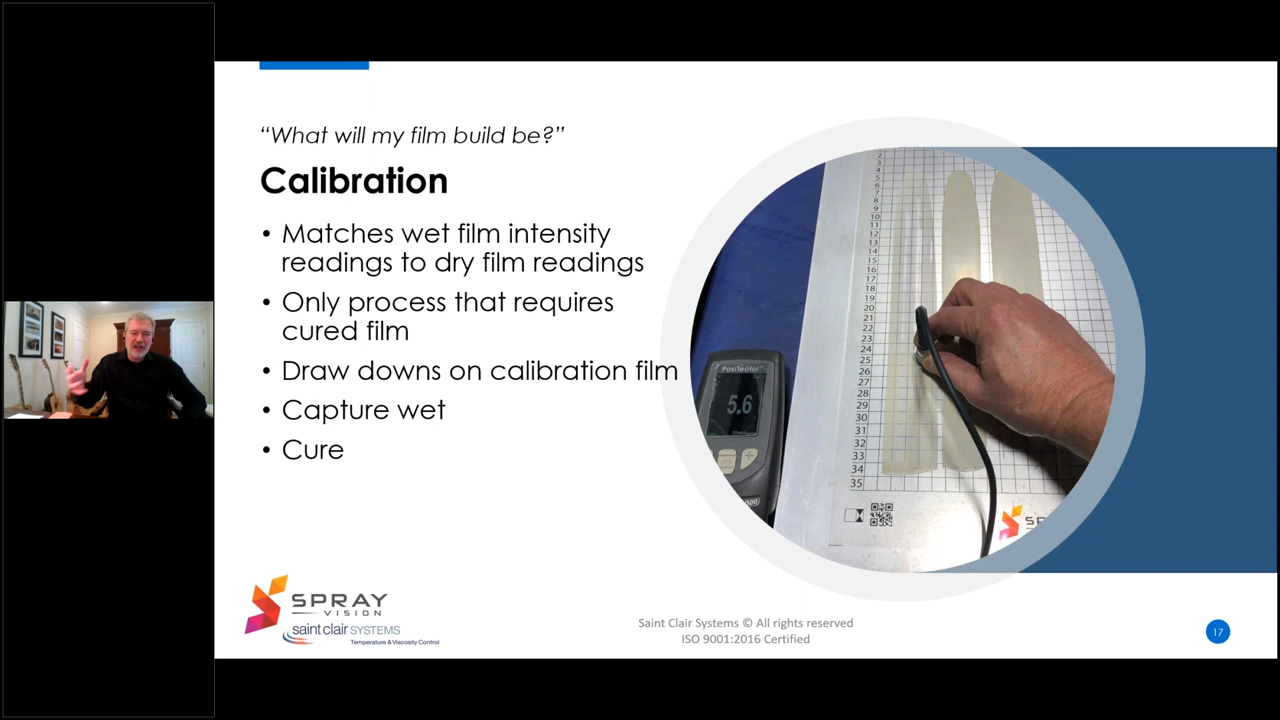 “What will my film build be?”
Calibration
• Matches wet film intensity
readings to dry film readings
• Only process that requires
cured film
• Draw downs on calibration film
• Capture wet
• Cure
PosiTector
5.6
2
3
4
5
6
7
8
9
10
11
12
13
14
15
16
17
18
19
20
21
22
23
24
25
26
27
28
29
30
31
32
33
34
35
SPRAY
VISION
saint clair SYSTEMS
Temperature & Viscosity Control
Saint Clair Systems © All rights reserved
ISO 9001:2016 Certified
17